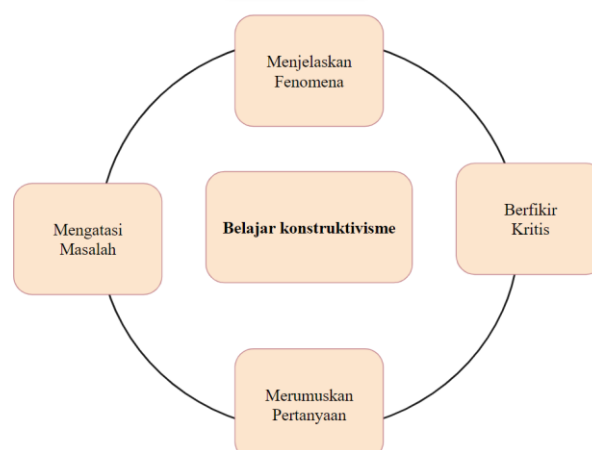 Menjelaskan
Fenomena
Mengatasi
Masalah
Belajar konstruktivisme
Berfikir
Kritis
Merumuskan
Pertanyaan